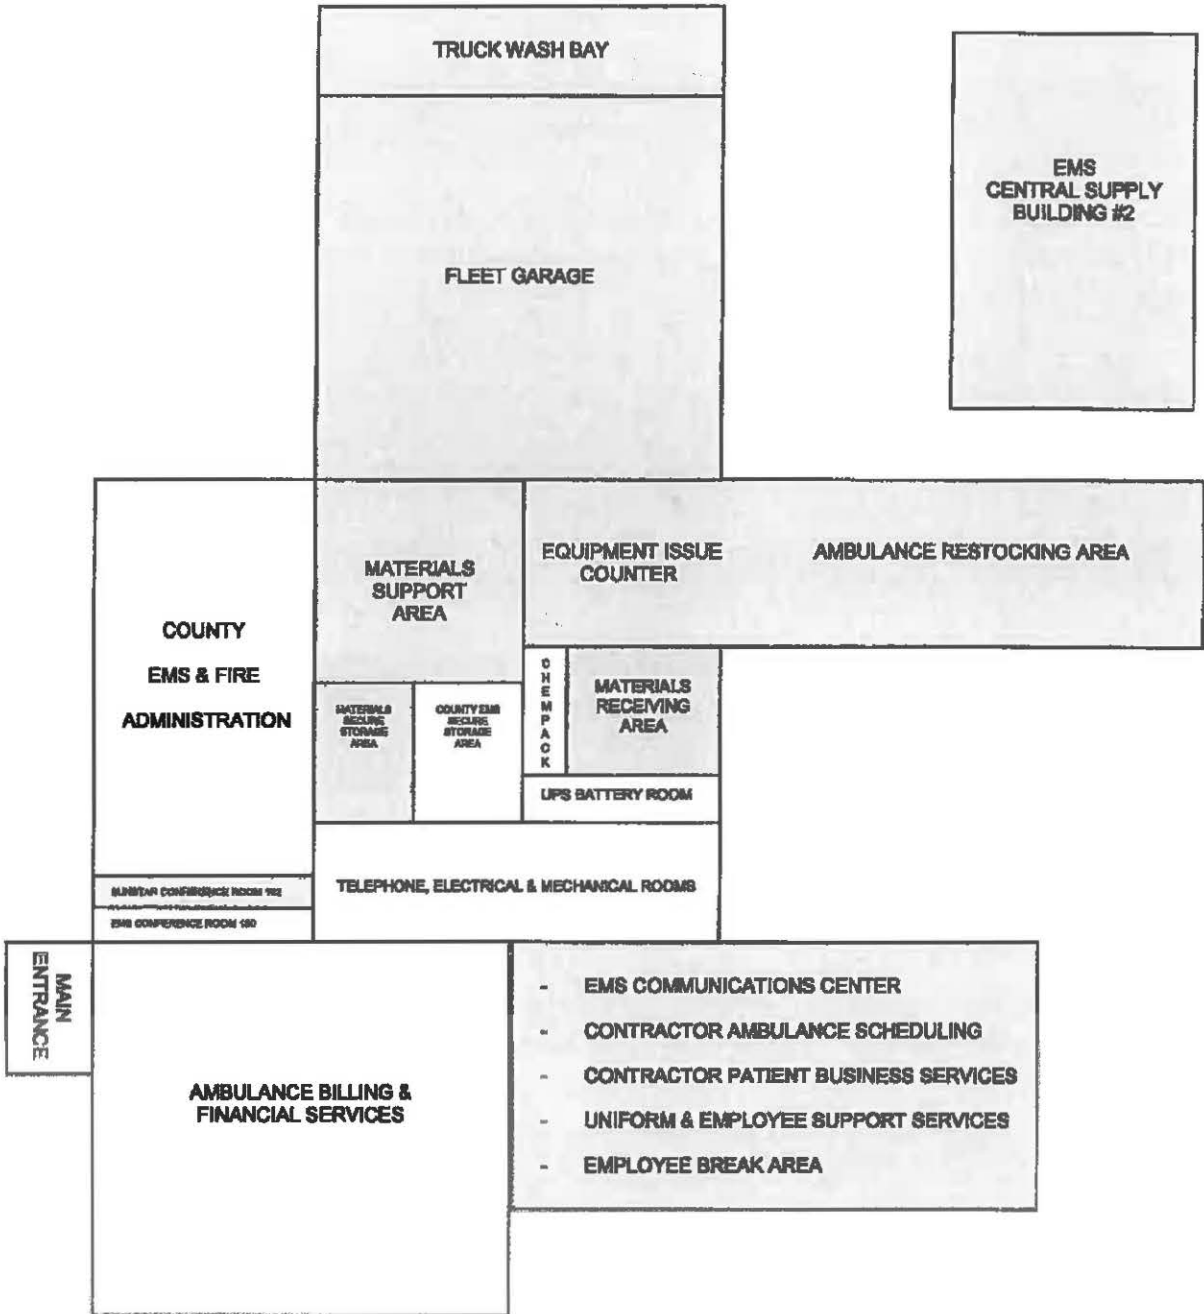 TRUCK WASH BAY
EMS
CENTRAL SUPPLY
BUILDING #2
FLEET GARAGE
MATERIALS
SUPPORT
AREA
EQUIPMENT ISSUE
COUNTER
AMBULANCE RESTOCKING AREA
COUNTY
EMS & FIRE
ADMINISTRATION
MATERIALS
SECURE
STORAGE
AREA
COUNTY EMS
SECURE
STORAGE
AREA
CHEMPACK
MATERIALS
RECEIVING
AREA
UPS BATTERY ROOM
TELEPHONE, ELECTRICAL & MECHANICAL ROOMS
SUNSTAR CONFERENCE ROOM
EMS CONFERENCE ROOM
MAIN
ENTRANCE
AMBULANCE BILLING &
FINANCIAL SERVICES
- EMS COMMUNICATIONS CENTER
- CONTRACTOR AMBULANCE SCHEDULING
- CONTRACTOR PATIENT BUSINESS SERVICES
- UNIFORM & EMPLOYEE SUPPORT SERVICES
- EMPLOYEE BREAK AREA